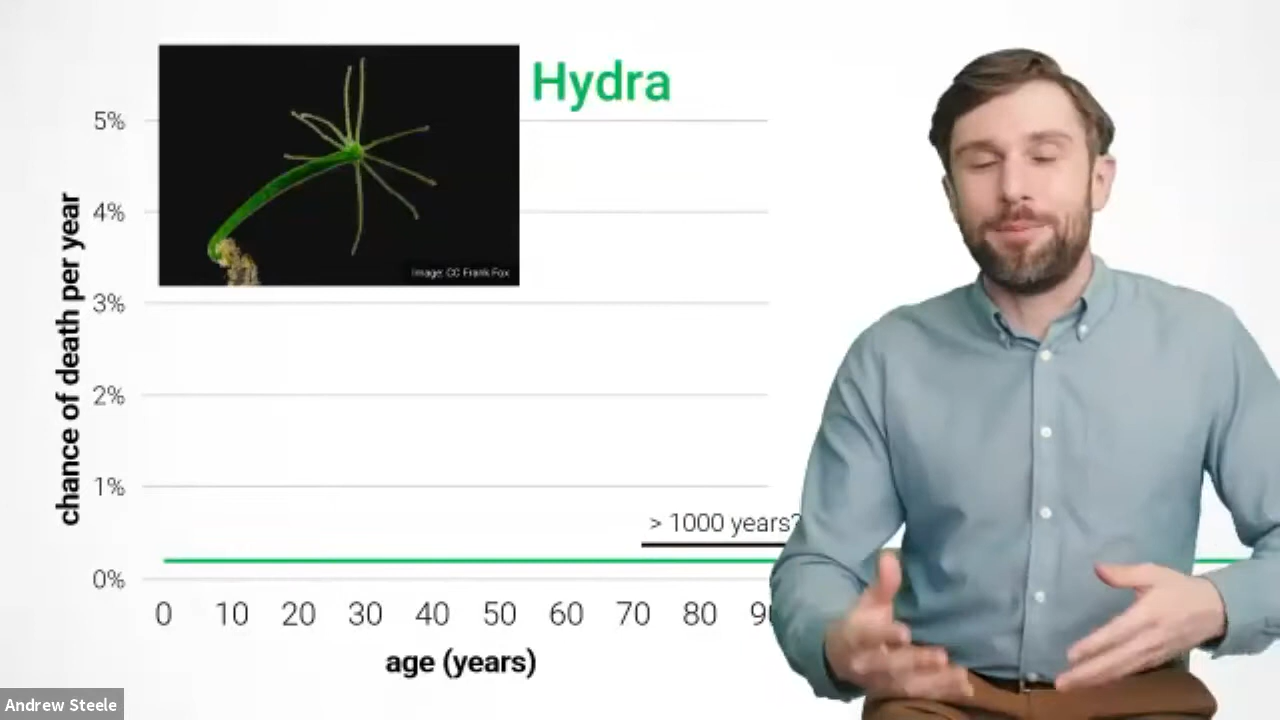 Hydra
Image: CC Frank Fox
chance of death per year
5%
4%
3%
2%
1%
0%
> 1000 years?
0 10 20 30 40 50 60 70 80 90
age (years)
Andrew Steele